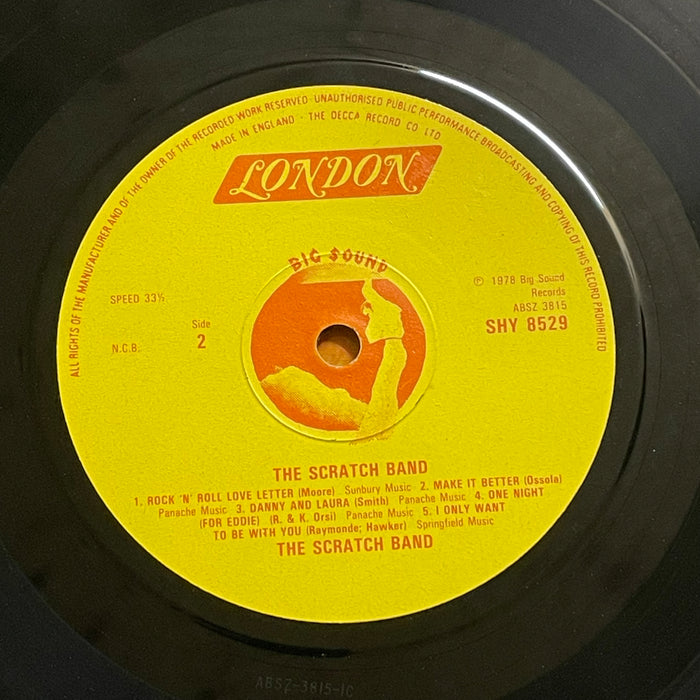 ALL RIGHTS OF THE MANUFACTURER AND OF THE OWNER OF THE RECORDED WORK RESERVED · UNAUTHORISED PUBLIC PERFORMANCE BROADCASTING AND COPYING OF THIS RECORD PROHIBITED
MADE IN ENGLAND - THE DECCA RECORD CO LTD
LONDON
BIG $OUND
SPEED 33⅓
℗ 1978 Big Sound
Records
ABSZ 3815
SHY 8529
Side
2
N.C.B.
THE SCRATCH BAND
1. ROCK 'N' ROLL LOVE LETTER (Moore) Sunbury Music 2. MAKE IT BETTER (Ossola)
Panache Music 3. DANNY AND LAURA (Smith) Panache Music 4. ONE NIGHT
(FOR EDDIE) (R. & K. Orsi) Panache Music 5. I ONLY WANT
TO BE WITH YOU (Raymonde; Hawker) Springfield Music
THE SCRATCH BAND
ABSZ-3815-1C